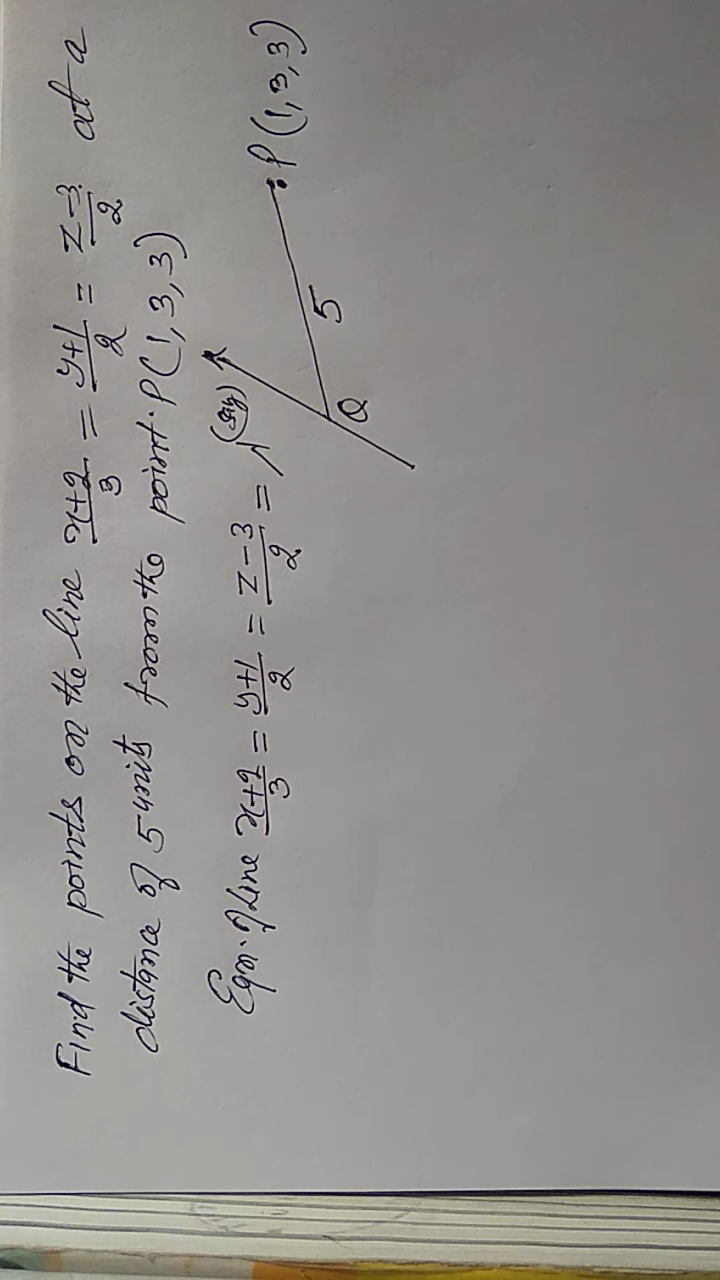 Find the points on the line x+2/3 = y+1/2 = z-3/2 at a
distance of 5 units from the point P(1,3,3)
Eqn. of Line x+2/3 = y+1/2 = z-3/2 = λ (say)
P(1,3,3)
5
Q